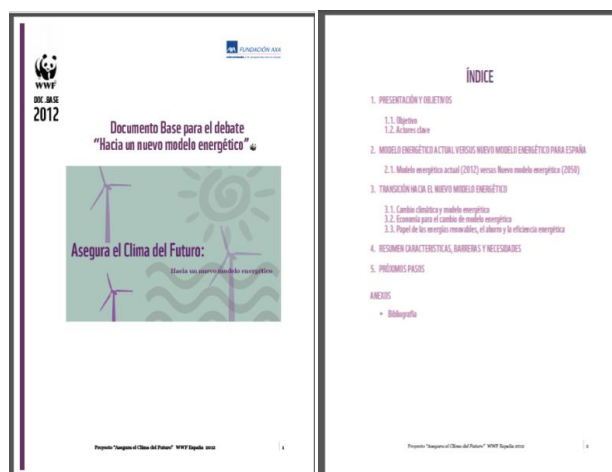 WWF
FUNDACIÓN AXA
DOC.BASE
2012
Documento Base para el debate
“Hacia un nuevo modelo energético”
Asegura el Clima del Futuro:
Hacia un nuevo modelo energético
Proyecto “Asegura el Clima del Futuro” WWF España 2012
1
ÍNDICE
1. PRESENTACIÓN Y OBJETIVOS
1.1. Objetivo
1.2. Actores clave
2. MODELO ENERGÉTICO ACTUAL VERSUS NUEVO MODELO ENERGÉTICO PARA ESPAÑA
2.1. Modelo energético actual (2012) versus Nuevo modelo energético (2050)
3. TRANSICIÓN HACIA EL NUEVO MODELO ENERGÉTICO
3.1. Cambio climático y modelo energético
3.2. Economía para el cambio de modelo energético
3.3. Papel de las energías renovables, el ahorro y la eficiencia energética
4. RESUMEN CARACTERISTICAS, BARRERAS Y NECESIDADES
5. PRÓXIMOS PASOS
ANEXOS
• Bibliografía
Proyecto “Asegura el Clima del Futuro” WWF España 2012
2